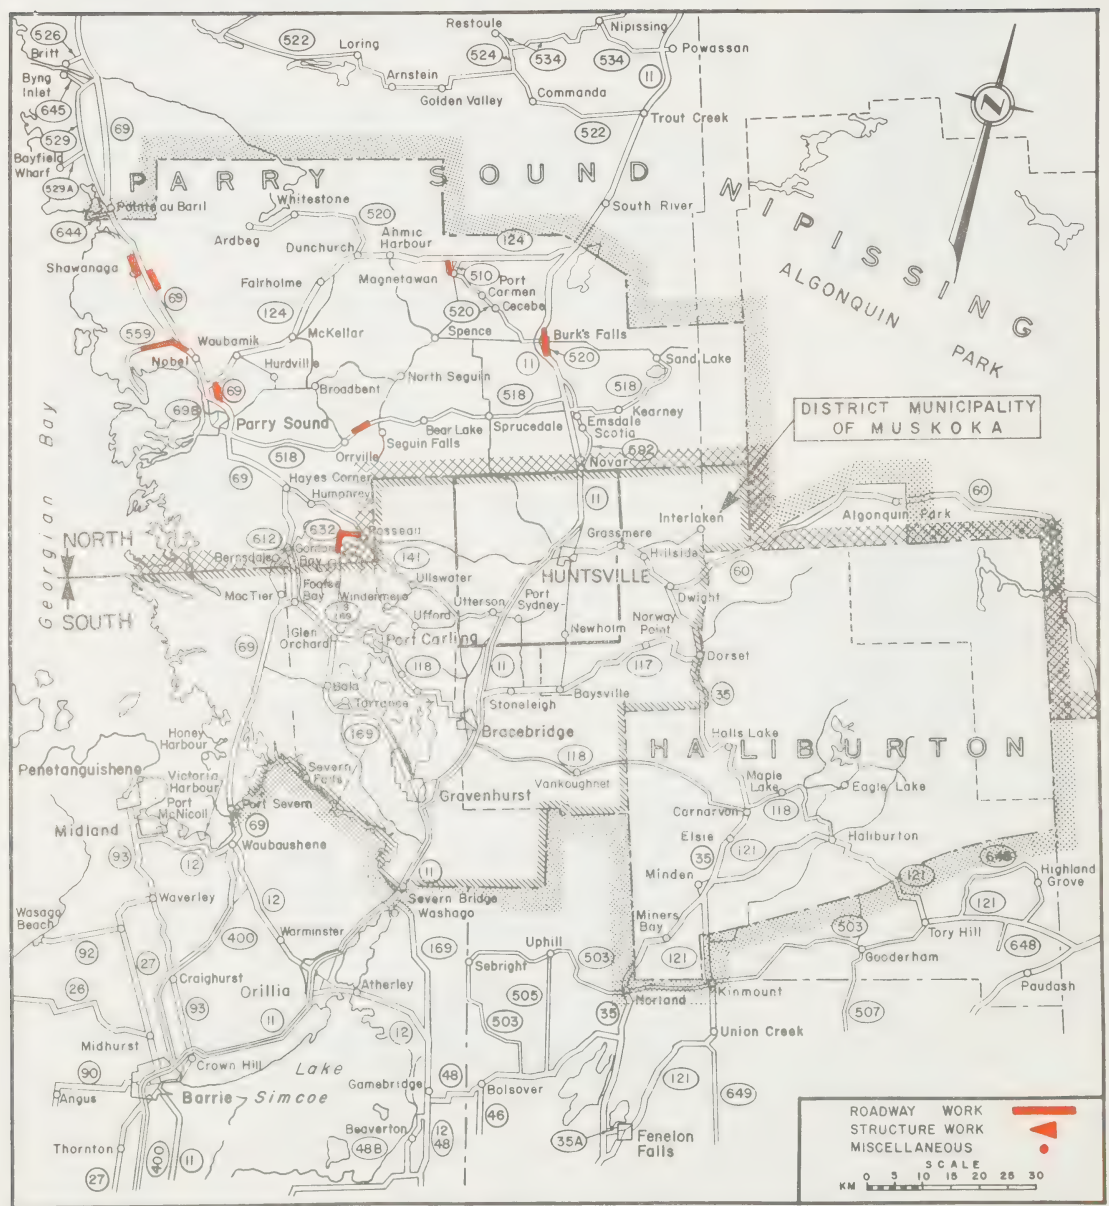 526
Britt
Byng
Inlet
645
529
Bayfield
Wharf
529A
644
69
522
Loring
Arnstein
Golden Valley
Restoule
524
534
Nipissing
534
Powassan
11
Commanda
522
Trout Creek
PARRY SOUND
NIPISSING
ALGONQUIN
PARK
N
Pointe au Baril
Whitestone
520
Ardbeg
Dunchurch
Ahmic
Harbour
124
South River
Shawanaga
69
Fairholme
124
Magnetawan
510
Port
Carmen
Cecebe
520
Spence
Burk's Falls
520
11
Sand Lake
559
Nobel
Waubamik
McKellar
Hurdville
Broadbent
North Seguin
518
518
Kearney
69
698
Parry Sound
518
Orrville
Seguin Falls
Bear Lake
Sprucedale
Emsdale
Scotia
592
Novar
DISTRICT MUNICIPALITY
OF MUSKOKA
Georgian Bay
69
Hayes Corner
Humphrey
632
Rosseau
612
Gordon
Bay
Bernsdale
NORTH
SOUTH
141
11
Grassmere
Interlaken
Hillside
HUNTSVILLE
60
Dwight
Algonquin Park
60
MacTier
Footes
Bay
Windermere
Ullswater
Ufford
Utterson
Port
Sydney
Newholm
Norway
Point
118
169
Glen
Orchard
Port Carling
69
118
11
117
Dorset
Bala
Torrance
169
Stoneleigh
Baysville
35
Bracebridge
HALIBURTON
Honey
Harbour
118
Vankoughnet
Halls Lake
Penetanguishene
Victoria
Harbour
Port
McNicoll
Severn
Falls
Port Severn
Gravenhurst
Maple
Lake
Eagle Lake
118
Carnarvon
Midland
69
Waubaushene
93
12
Elsie
121
35
Haliburton
Minden
121
648
Highland
Grove
11
Severn Bridge
Washago
Waverley
Wasaga
Beach
12
400
Warminster
169
Miners
Bay
121
121
503
Tory Hill
648
Gooderham
Paudash
92
27
Craighurst
Uphill
503
Sebright
505
Orillia
Atherley
26
93
11
12
503
35
Norland
Kinmount
507
Midhurst
Union Creek
Crown Hill
Lake
Simcoe
90
Angus
Barrie
Gamebridge
48
Bolsover
46
121
649
Thornton
27
400
11
Beaverton
48B
12
48
35A
Fenelon
Falls
ROADWAY WORK
STRUCTURE WORK
MISCELLANEOUS
SCALE
KM 0 5 10 15 20 25 30